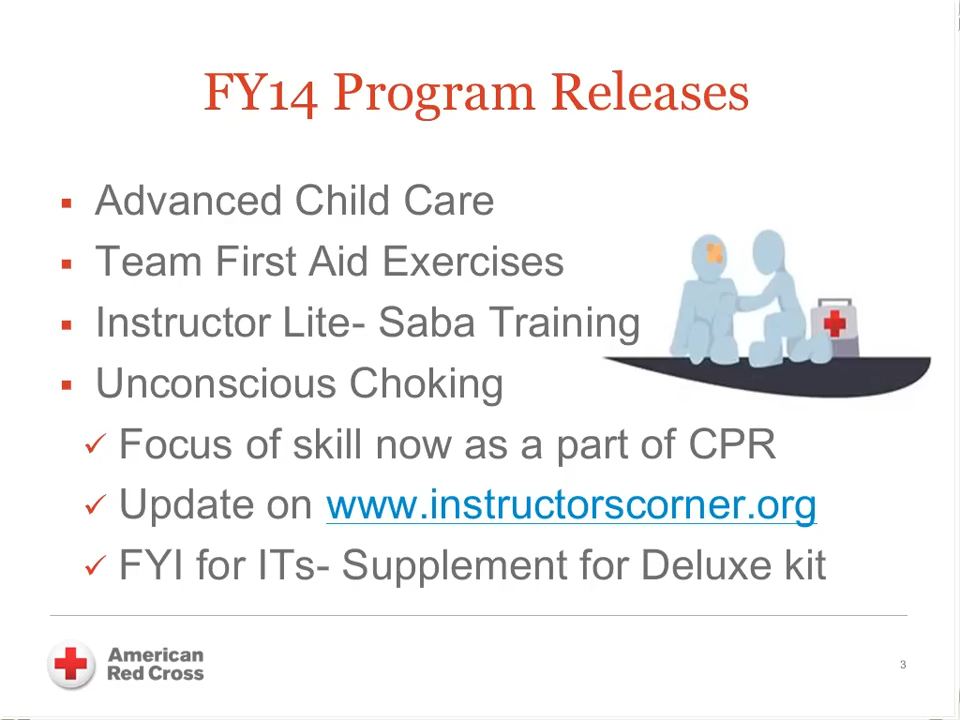 FY14 Program Releases
Advanced Child Care
Team First Aid Exercises
Instructor Lite- Saba Training
Unconscious Choking
Focus of skill now as a part of CPR
Update on www.instructorscorner.org
FYI for ITs- Supplement for Deluxe kit
American
Red Cross
3